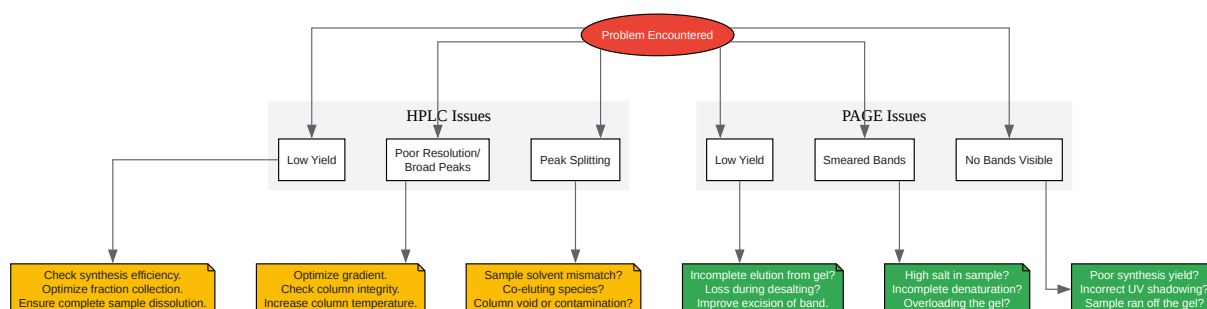 Problem Encountered
HPLC Issues
PAGE Issues
Low Yield
Poor Resolution/
Broad Peaks
Peak Splitting
Low Yield
Smeared Bands
No Bands Visible
Check synthesis efficiency.
Optimize fraction collection.
Ensure complete sample dissolution.
Optimize gradient.
Check column integrity.
Increase column temperature.
Sample solvent mismatch?
Co-eluting species?
Column void or contamination?
Incomplete elution from gel?
Loss during desalting?
Improve excision of band.
High salt in sample?
Incomplete denaturation?
Overloading the gel?
Poor synthesis yield?
Incorrect UV shadowing?
Sample ran off the gel?